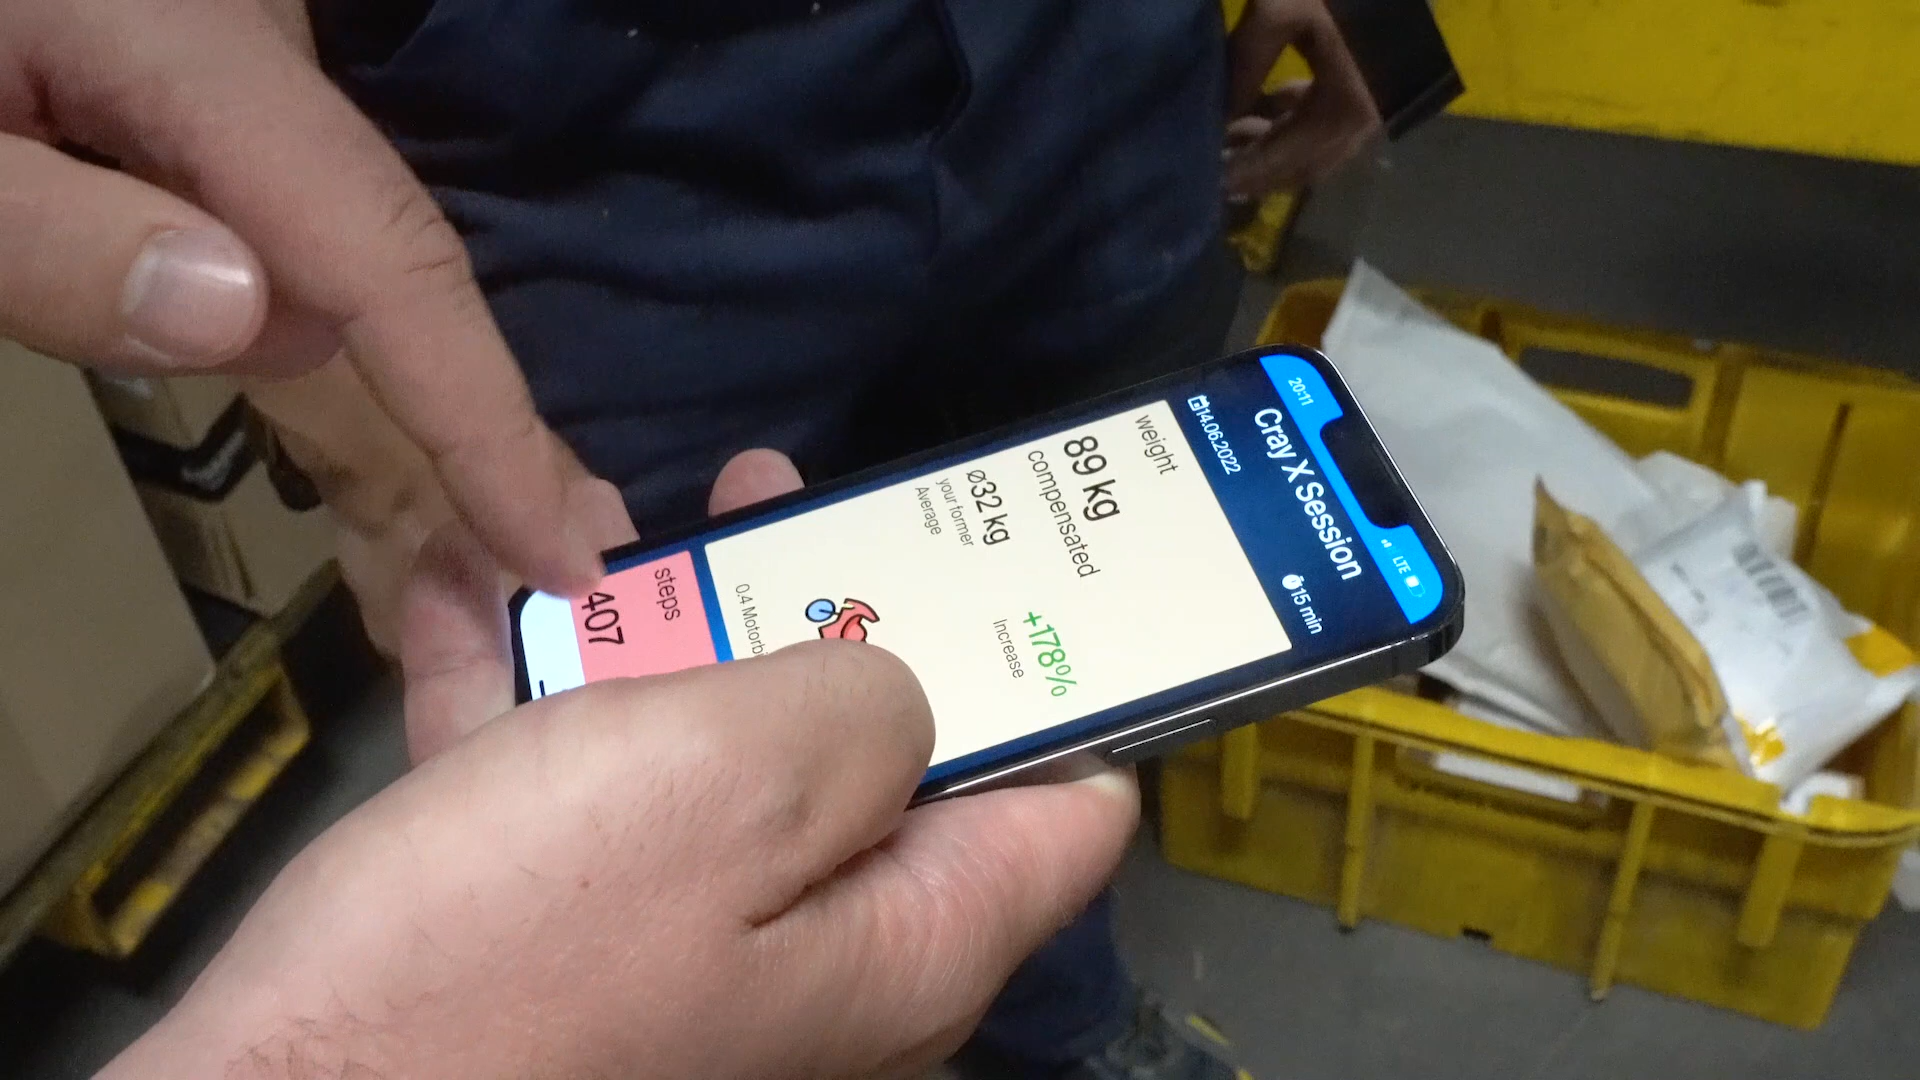 20:11
LTE
Cray X Session
14.06.2022
15 min
weight
89 kg
compensated
+178%
Increase
ø32 kg
your former
Average
0.4
steps
407